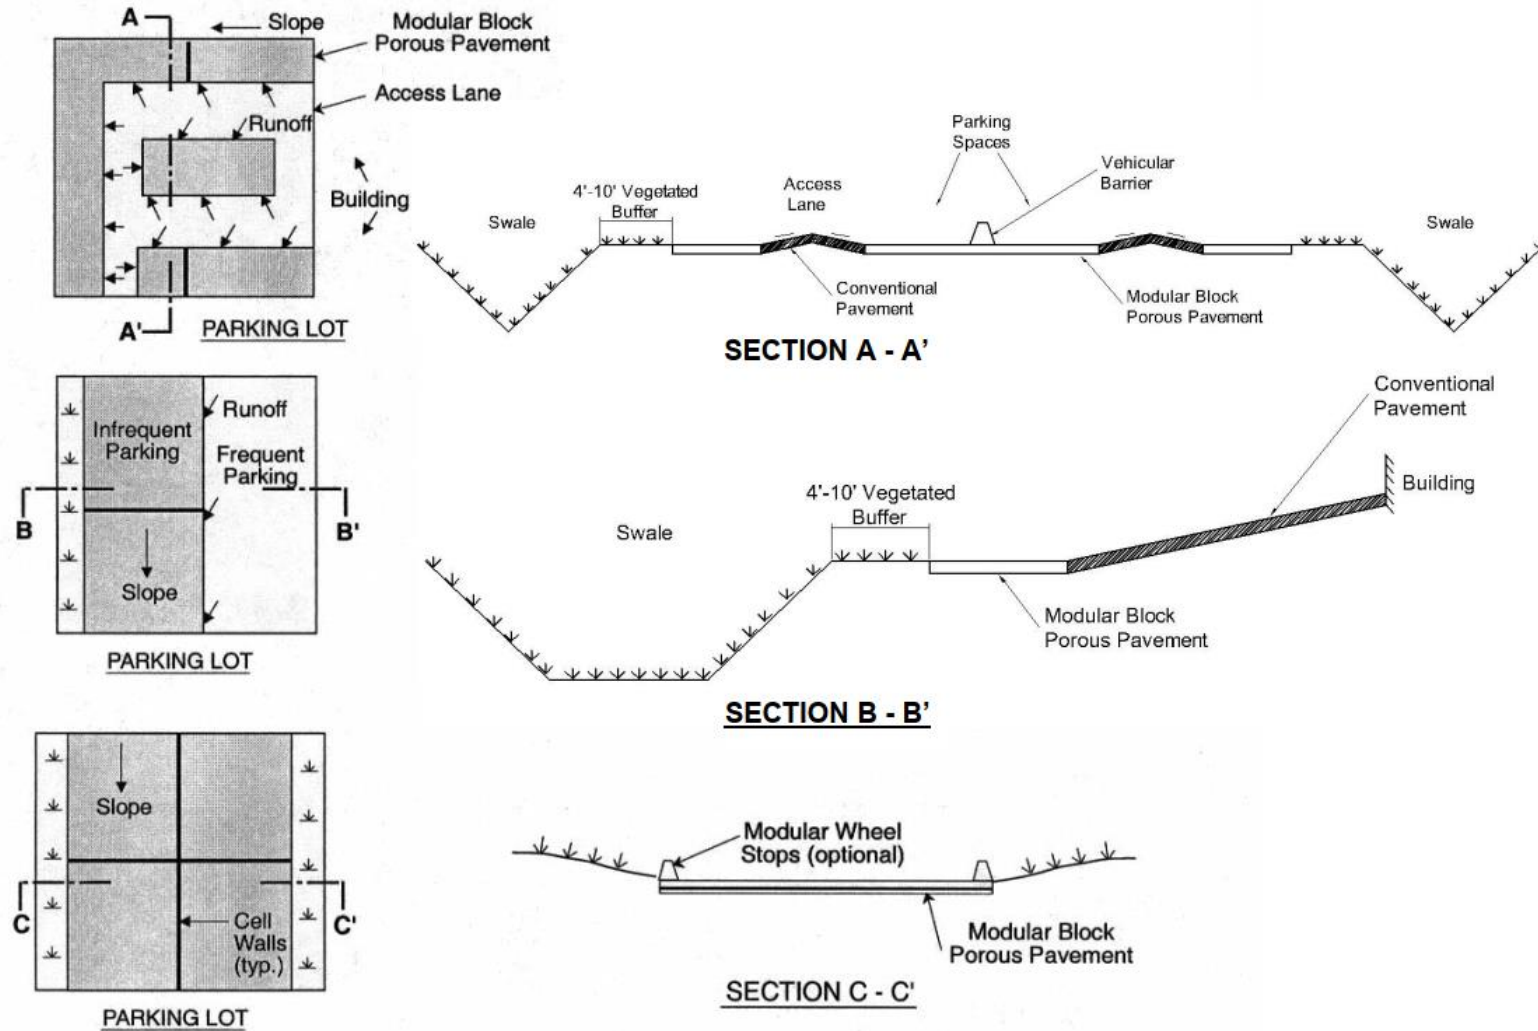 A
Slope
Modular Block
Porous Pavement
Access Lane
Runoff
Building
A'
PARKING LOT
Parking
Spaces
Vehicular
Barrier
Access
Lane
4'-10' Vegetated
Buffer
Swale
Swale
Conventional
Pavement
Modular Block
Porous Pavement
SECTION A - A'
Infrequent
Parking
Runoff
Frequent
Parking
B
B'
Slope
PARKING LOT
Conventional
Pavement
Building
4'-10' Vegetated
Buffer
Swale
Modular Block
Porous Pavement
SECTION B - B'
Slope
C
C'
Cell
Walls
(typ.)
PARKING LOT
Modular Wheel
Stops (optional)
Modular Block
Porous Pavement
SECTION C - C'